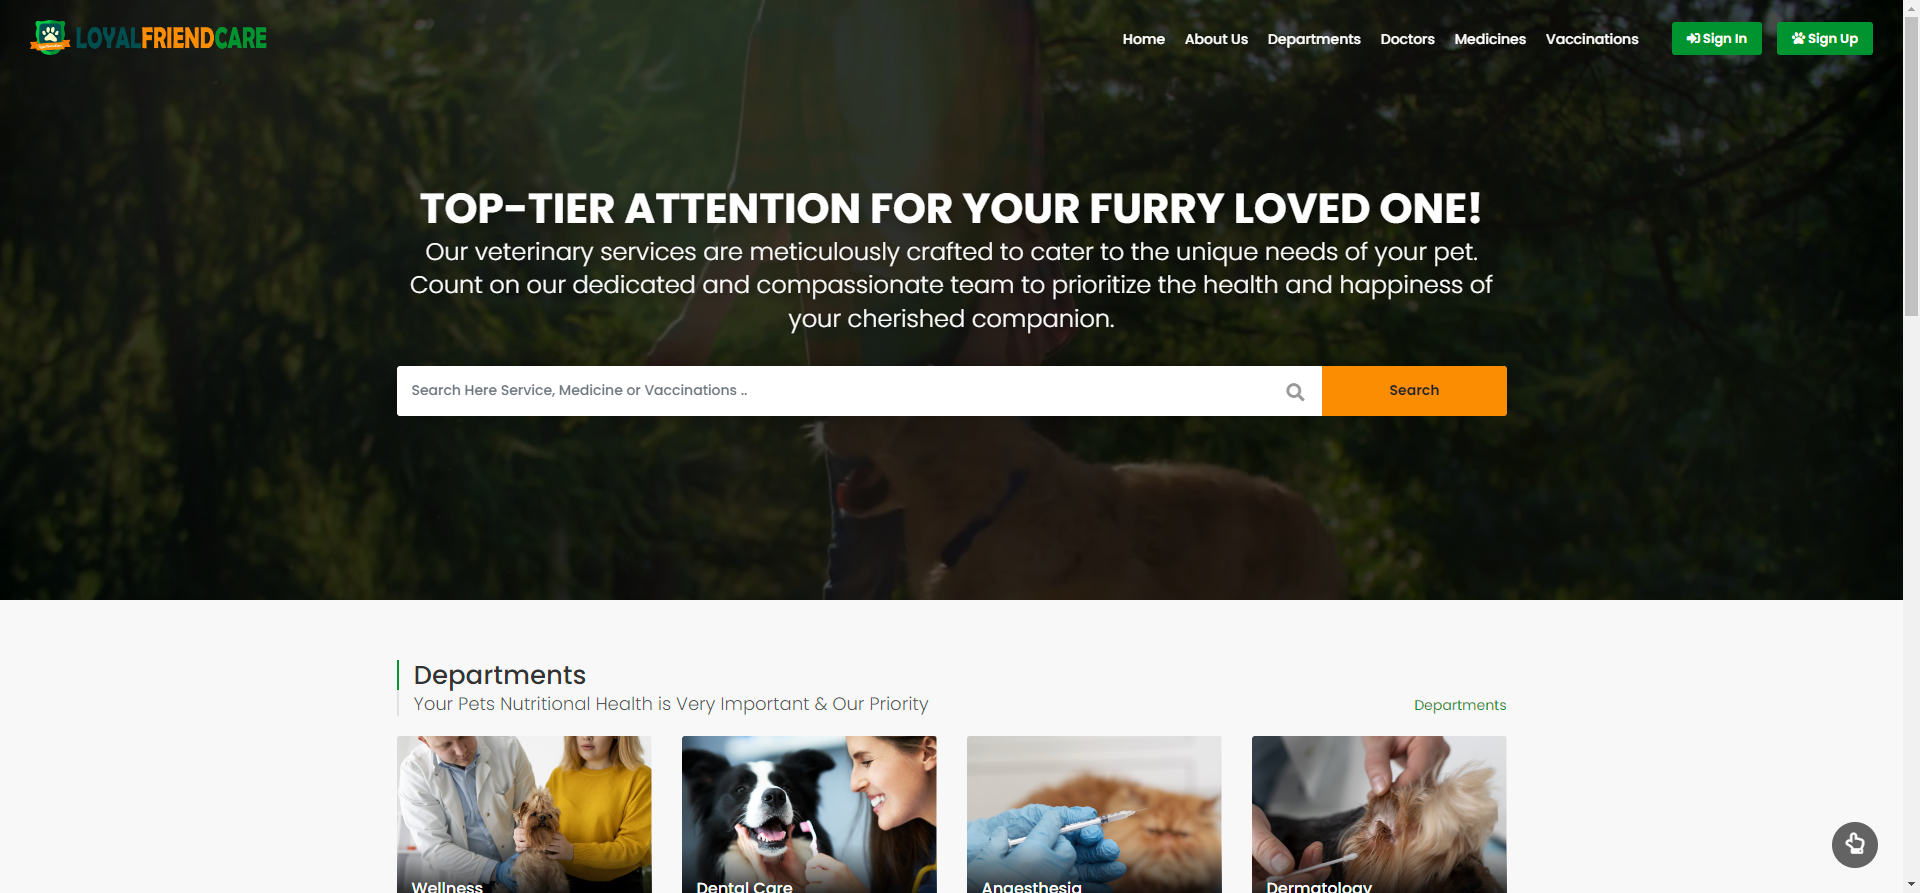 LOYALFRIENDCARE
Home About Us Departments Doctors Medicines Vaccinations Sign In Sign Up
TOP-TIER ATTENTION FOR YOUR FURRY LOVED ONE!
Our veterinary services are meticulously crafted to cater to the unique needs of your pet.
Count on our dedicated and compassionate team to prioritize the health and happiness of
your cherished companion.
Search Here Service, Medicine or Vaccinations ..
Search
Departments
Your Pets Nutritional Health is Very Important & Our Priority
Departments
Wellness
Dental Care
Anaesthesia
Dermatology